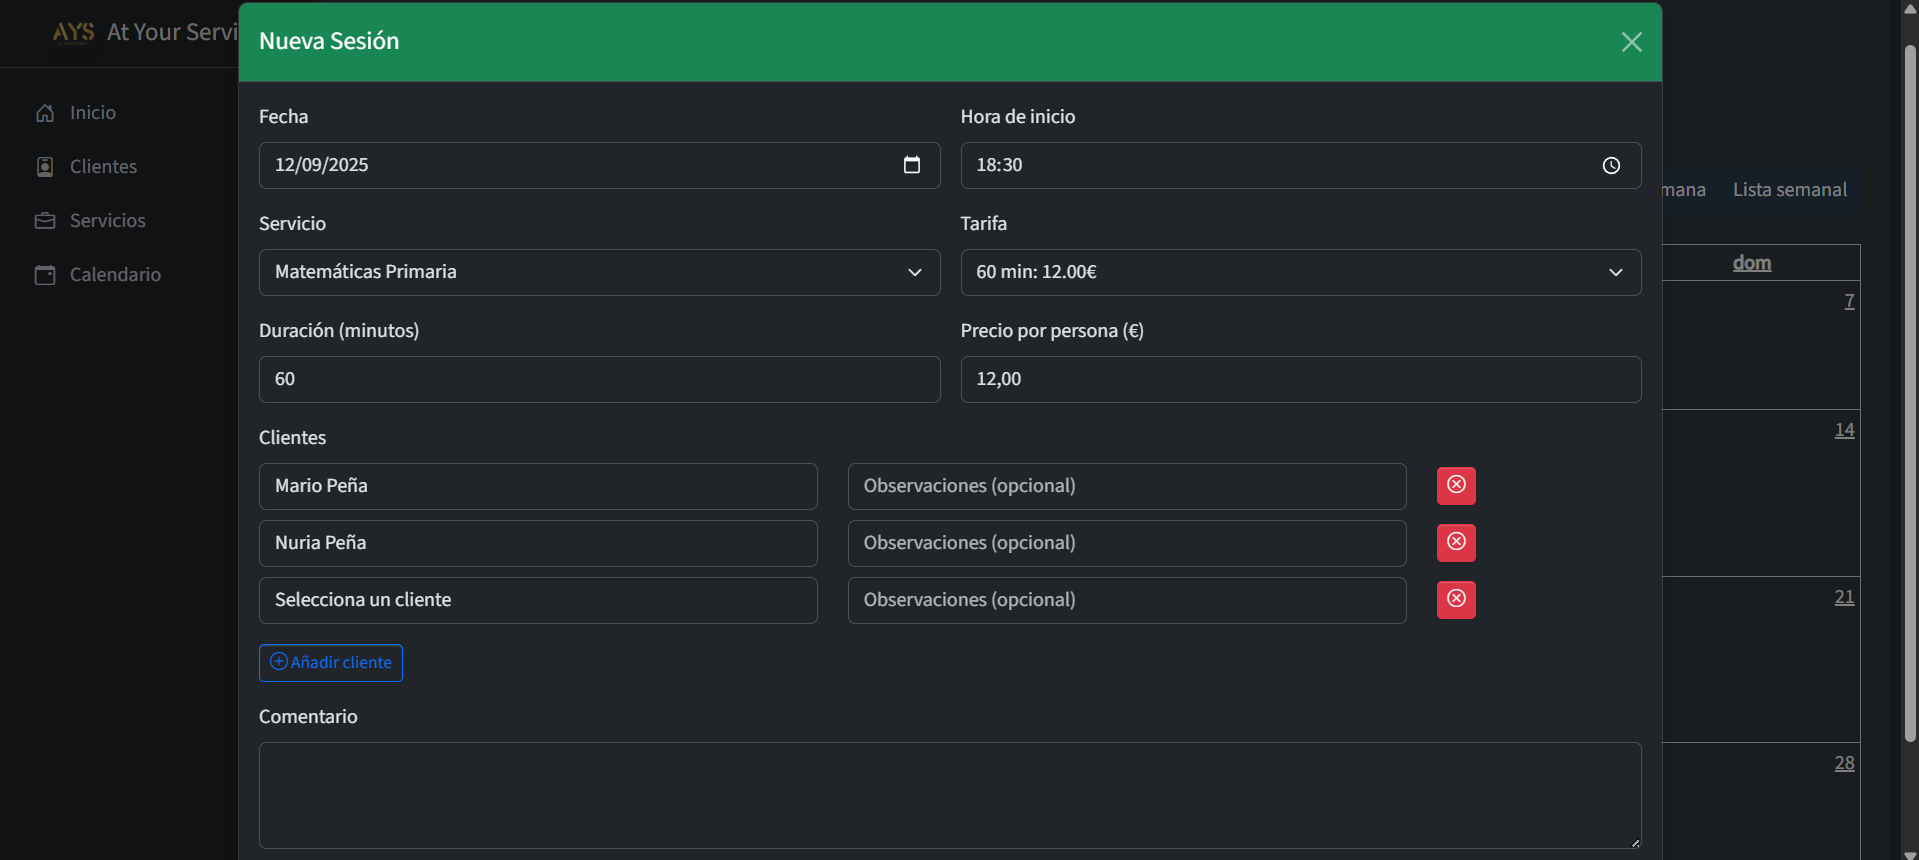 AYS At Your Servi
Inicio
Clientes
Servicios
Calendario
Nueva Sesión
Fecha
Hora de inicio
12/09/2025
18:30
Servicio
Tarifa
Matemáticas Primaria
60 min: 12.00€
Duración (minutos)
Precio por persona (€)
60
12,00
Clientes
Mario Peña
Observaciones (opcional)
Nuria Peña
Observaciones (opcional)
Selecciona un cliente
Observaciones (opcional)
Añadir cliente
Comentario
mana
Lista semanal
dom
7
14
21
28